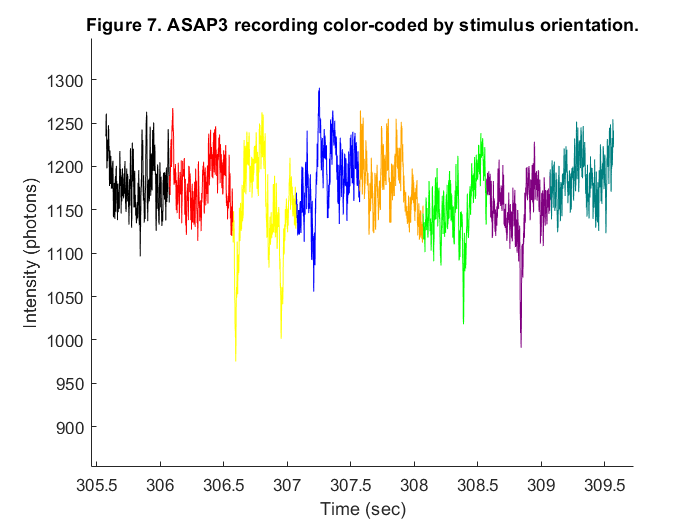 Figure 7. ASAP3 recording color-coded by stimulus orientation.
1300
1250
1200
1150
1100
1050
1000
950
900
Intensity (photons)
305.5 306 306.5 307 307.5 308 308.5 309 309.5
Time (sec)